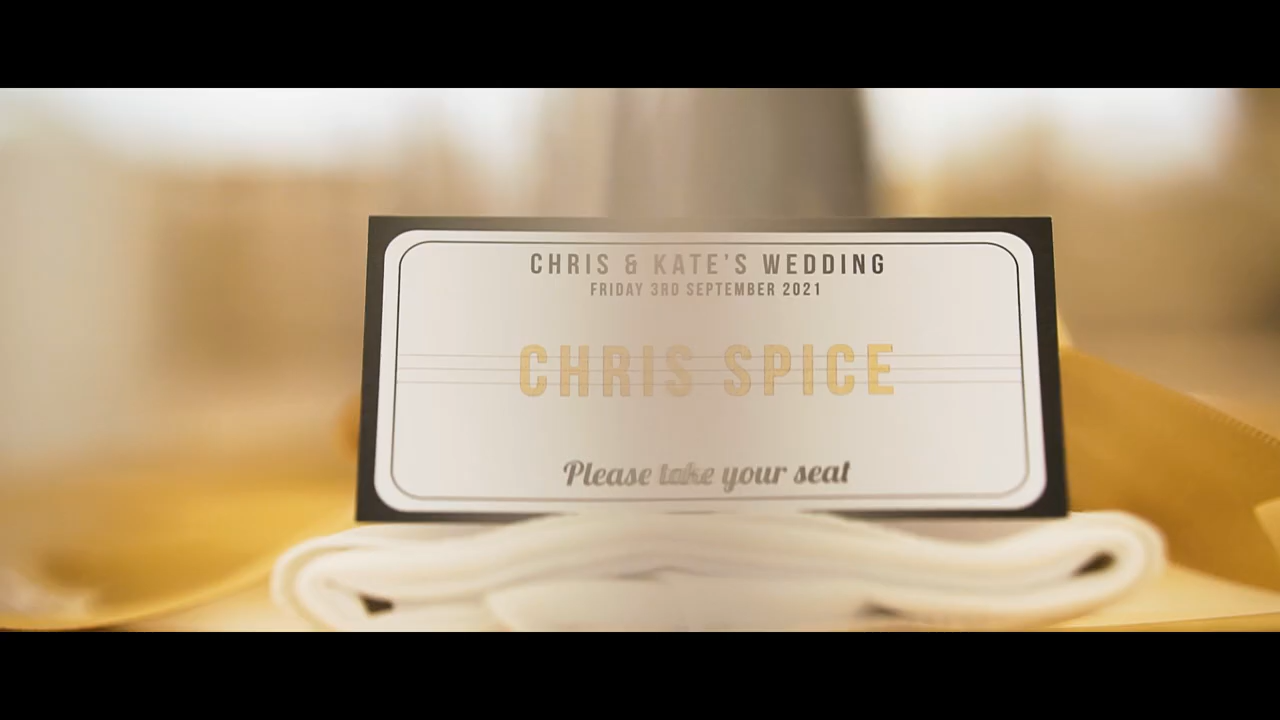 CHRIS & KATE'S WEDDING
FRIDAY 3RD SEPTEMBER 2021
CHRIS SPICE
Please take your seat